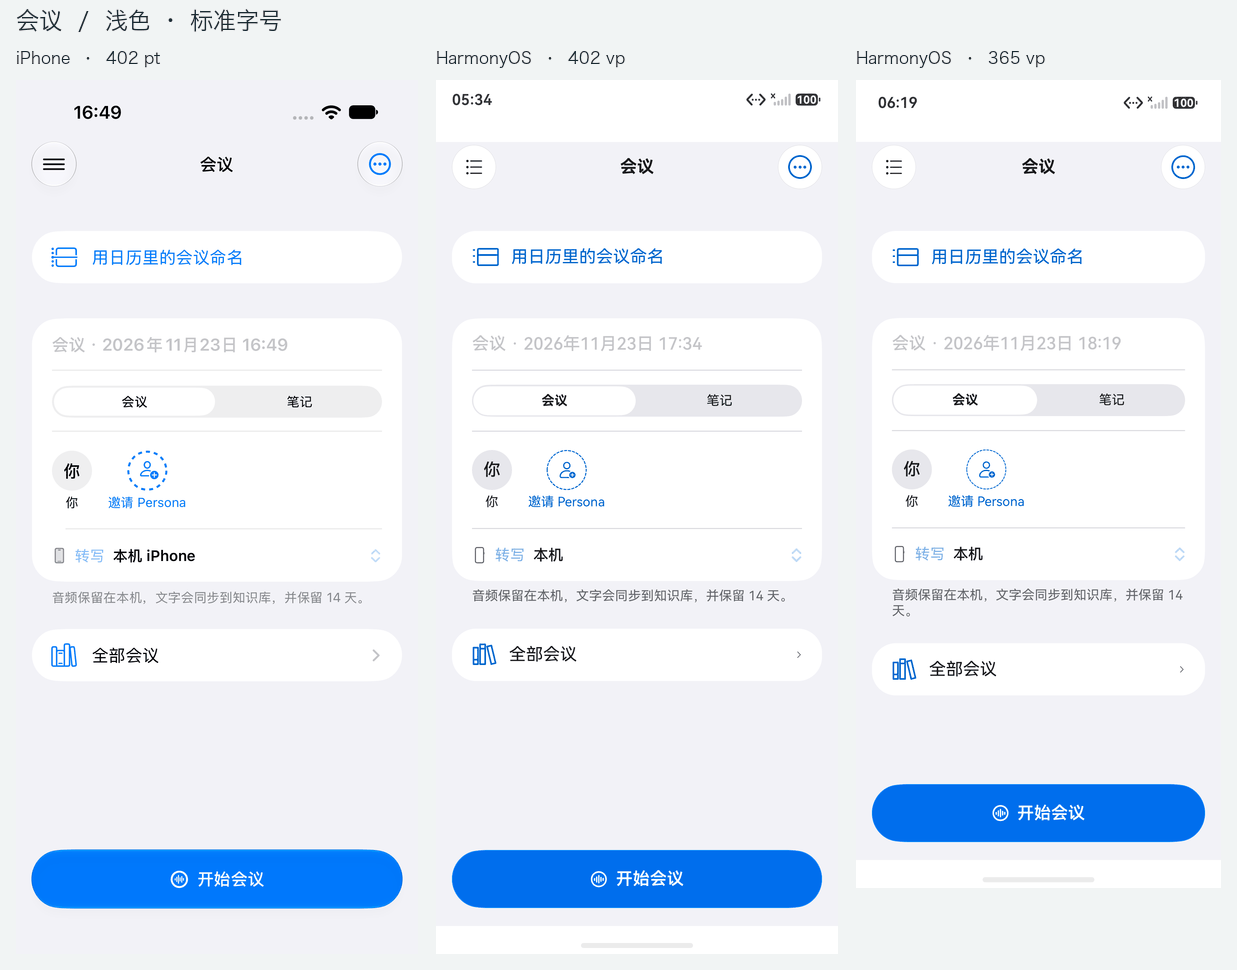 会议 / 浅色 · 标准字号
iPhone · 402 pt
16:49
会议
用日历里的会议命名
会议 · 2026年11月23日 16:49
会议 笔记
你
你 邀请 Persona
转写 本机 iPhone
音频保留在本机，文字会同步到知识库，并保留 14 天。
全部会议
开始会议
HarmonyOS · 402 vp
05:34 100
会议
用日历里的会议命名
会议 · 2026年11月23日 17:34
会议 笔记
你
你 邀请 Persona
转写 本机
音频保留在本机，文字会同步到知识库，并保留 14 天。
全部会议
开始会议
HarmonyOS · 365 vp
06:19 100
会议
用日历里的会议命名
会议 · 2026年11月23日 18:19
会议 笔记
你
你 邀请 Persona
转写 本机
音频保留在本机，文字会同步到知识库，并保留 14
天。
全部会议
开始会议